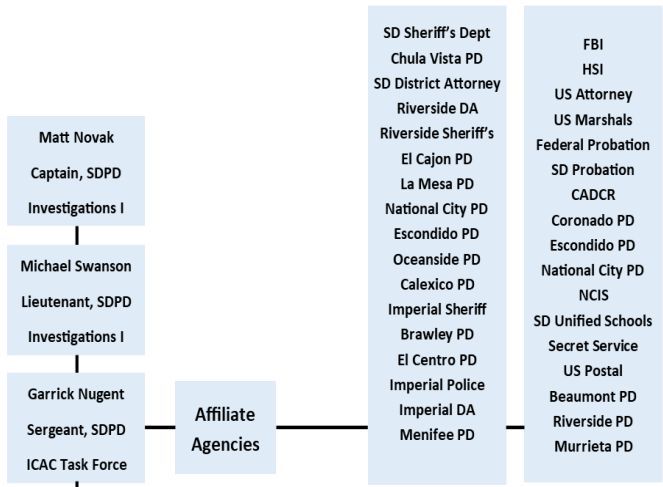 Matt Novak
Captain, SDPD
Investigations I
Michael Swanson
Lieutenant, SDPD
Investigations I
Garrick Nugent
Sergeant, SDPD
ICAC Task Force
Affiliate
Agencies
SD Sheriff's Dept
Chula Vista PD
SD District Attorney
Riverside DA
Riverside Sheriff's
El Cajon PD
La Mesa PD
National City PD
Escondido PD
Oceanside PD
Calexico PD
Imperial Sheriff
Brawley PD
El Centro PD
Imperial Police
Imperial DA
Menifee PD
FBI
HSI
US Attorney
US Marshals
Federal Probation
SD Probation
CADCR
Coronado PD
Escondido PD
National City PD
NCIS
SD Unified Schools
Secret Service
US Postal
Beaumont PD
Riverside PD
Murrieta PD